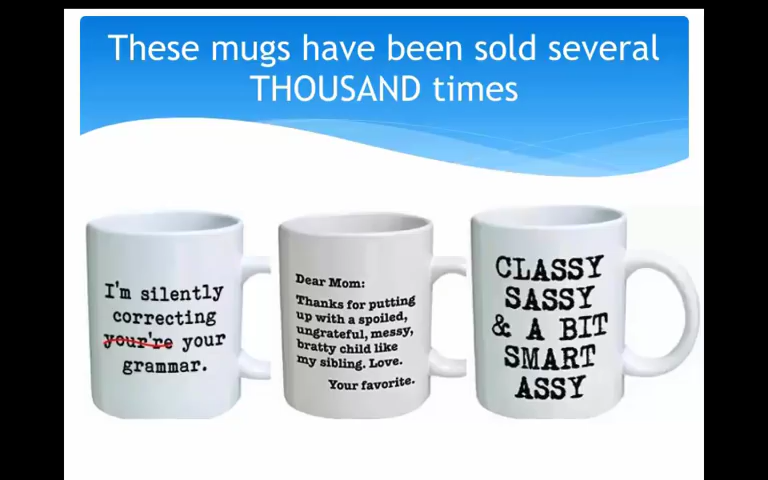 These mugs have been sold several
THOUSAND times
I'm silently
correcting
your're your
grammar.
Dear Mom:
Thanks for putting
up with a spoiled,
ungrateful, messy,
bratty child like
my sibling. Love.
Your favorite.
CLASSY
SASSY
& A BIT
SMART
ASSY